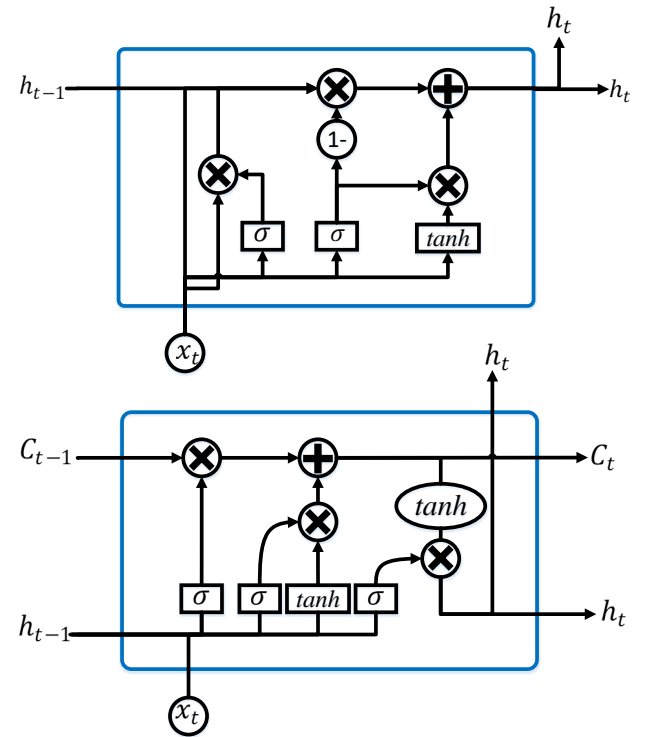 h_t
h_{t-1} h_t
1-
σ σ tanh
x_t
h_t
C_{t-1} C_t
tanh
σ σ tanh σ
h_{t-1} h_t
x_t